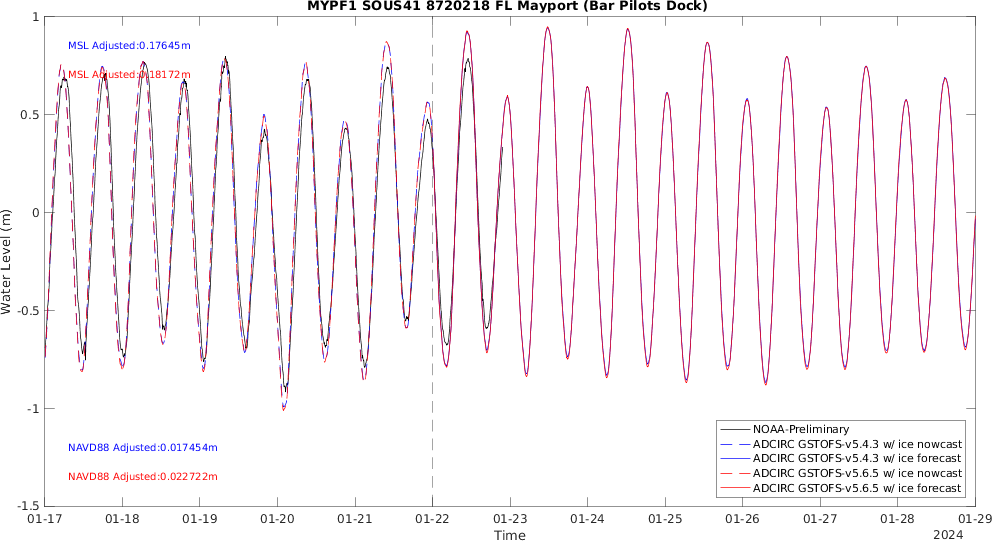 MYPF1 SOUS41 8720218 FL Mayport (Bar Pilots Dock)
1
0.5
0
-0.5
-1
-1.5
Water Level (m)
MSL Adjusted:0.17645m
MSL Adjusted:0.18172m
NAVD88 Adjusted:0.017454m
NAVD88 Adjusted:0.022722m
NOAA-Preliminary
ADCIRC GSTOFS-v5.4.3 w/ ice nowcast
ADCIRC GSTOFS-v5.4.3 w/ ice forecast
ADCIRC GSTOFS-v5.6.5 w/ ice nowcast
ADCIRC GSTOFS-v5.6.5 w/ ice forecast
01-17 01-18 01-19 01-20 01-21 01-22 01-23 01-24 01-25 01-26 01-27 01-28 01-29
Time
2024